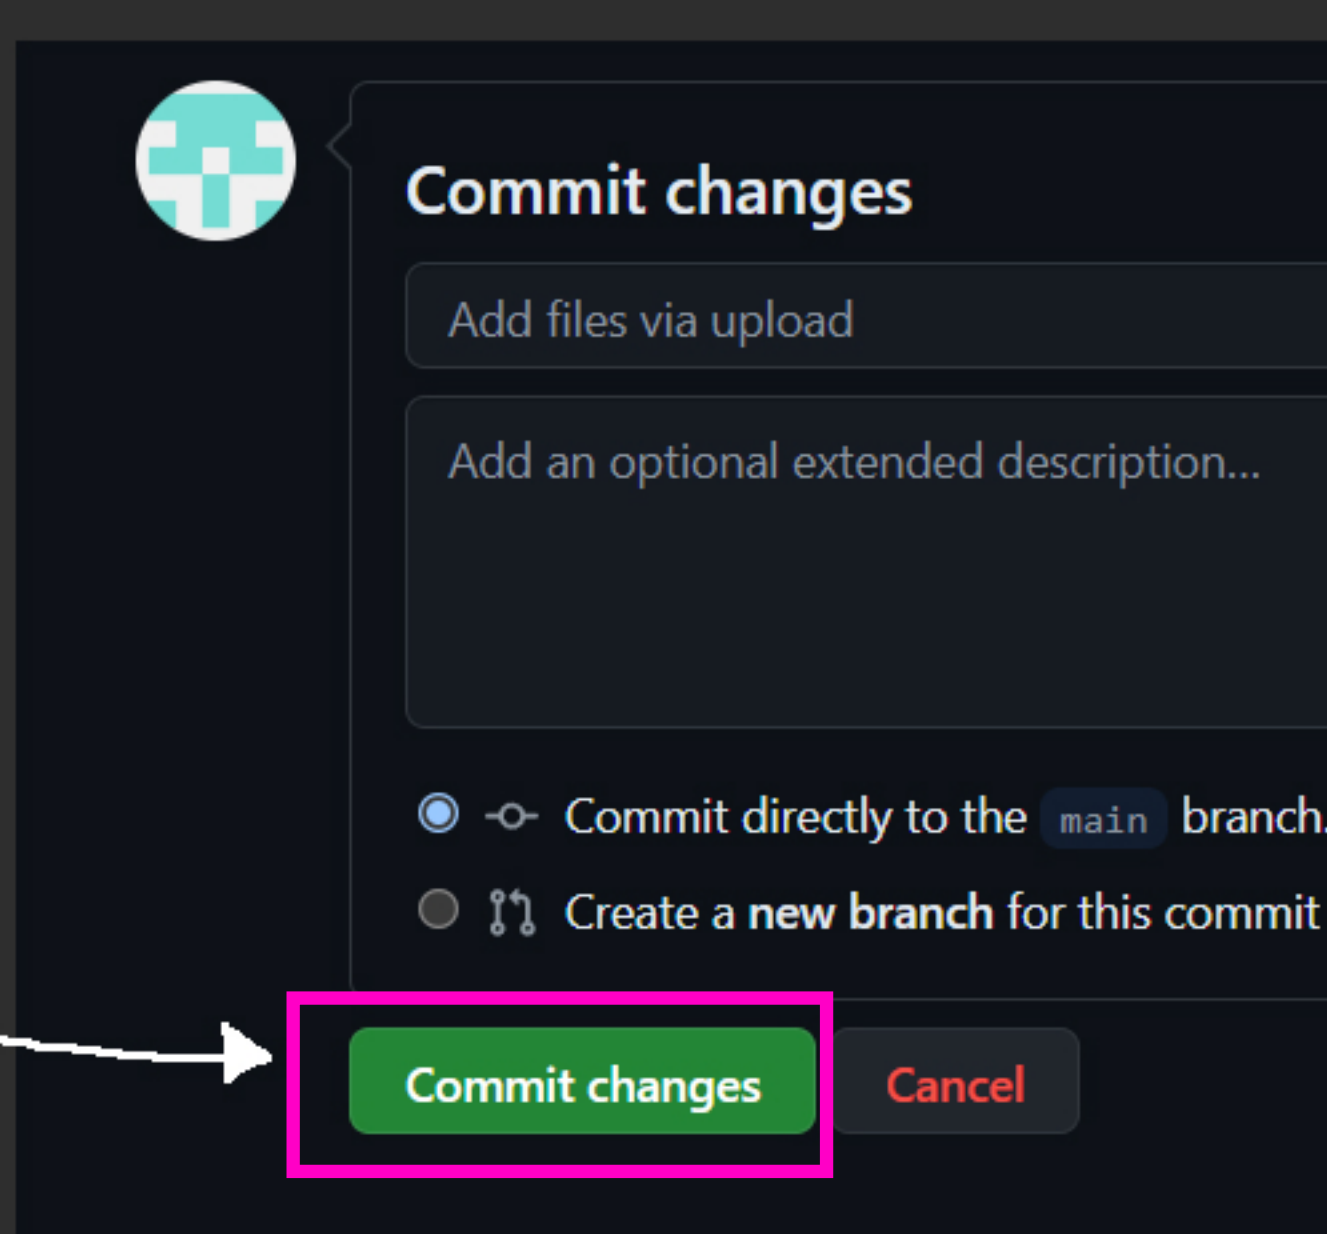 Commit changes
Add files via upload
Add an optional extended description...
Commit directly to the main branch.
Create a new branch for this commit
Commit changes
Cancel